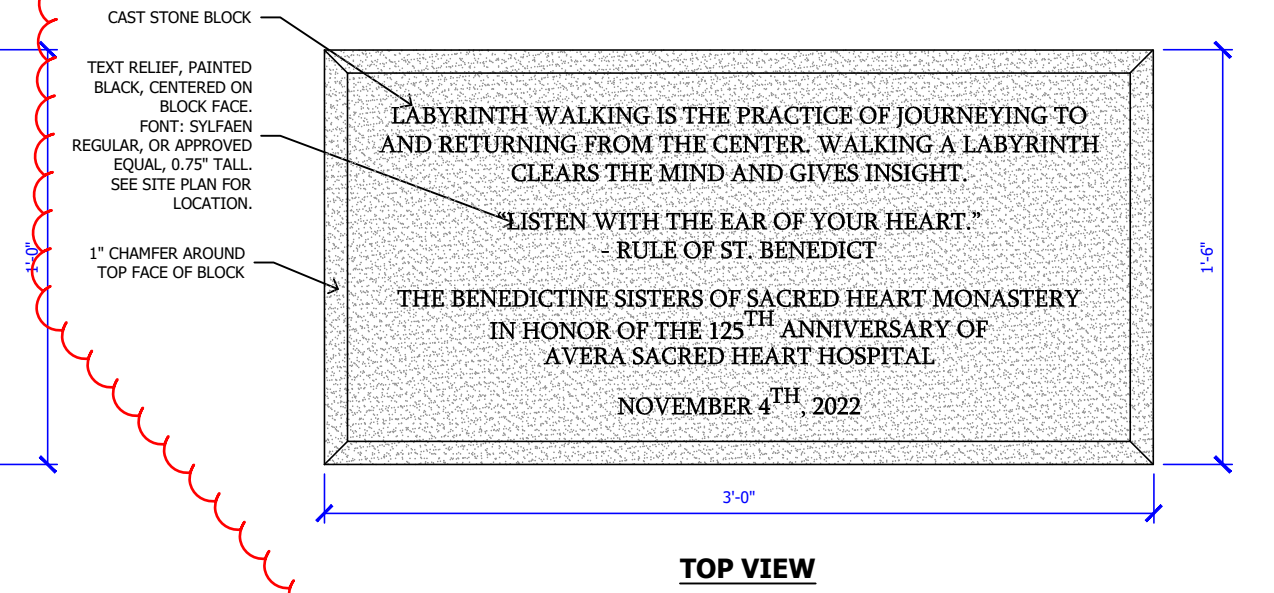 CAST STONE BLOCK
TEXT RELIEF, PAINTED
BLACK, CENTERED ON
BLOCK FACE.
FONT: SYLFAEN
REGULAR, OR APPROVED
EQUAL, 0.75" TALL.
SEE SITE PLAN FOR
LOCATION.
1" CHAMFER AROUND
TOP FACE OF BLOCK
1'-0"
LABYRINTH WALKING IS THE PRACTICE OF JOURNEYING TO
AND RETURNING FROM THE CENTER. WALKING A LABYRINTH
CLEARS THE MIND AND GIVES INSIGHT.
“LISTEN WITH THE EAR OF YOUR HEART.”
- RULE OF ST. BENEDICT
THE BENEDICTINE SISTERS OF SACRED HEART MONASTERY
IN HONOR OF THE 125TH ANNIVERSARY OF
AVERA SACRED HEART HOSPITAL
NOVEMBER 4TH, 2022
1'-6"
3'-0"
TOP VIEW